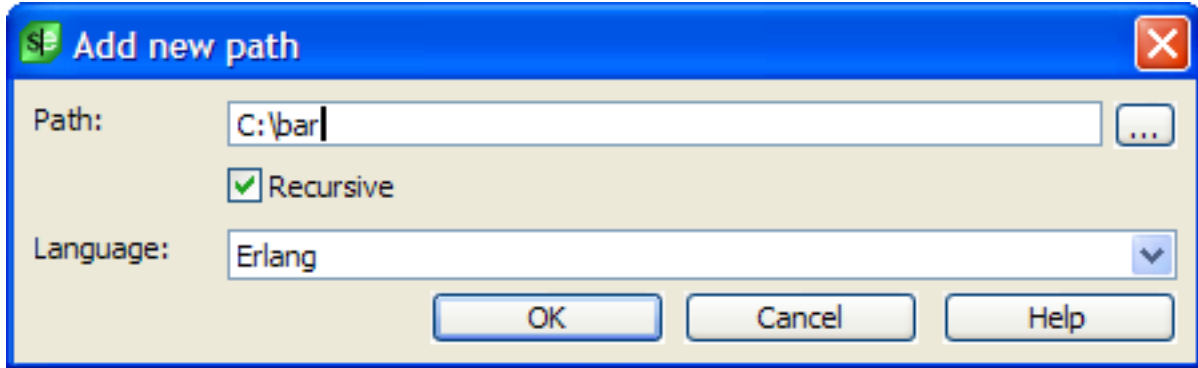 Add new path
Path: C:\bar ...
Recursive
Language: Erlang
OK Cancel Help